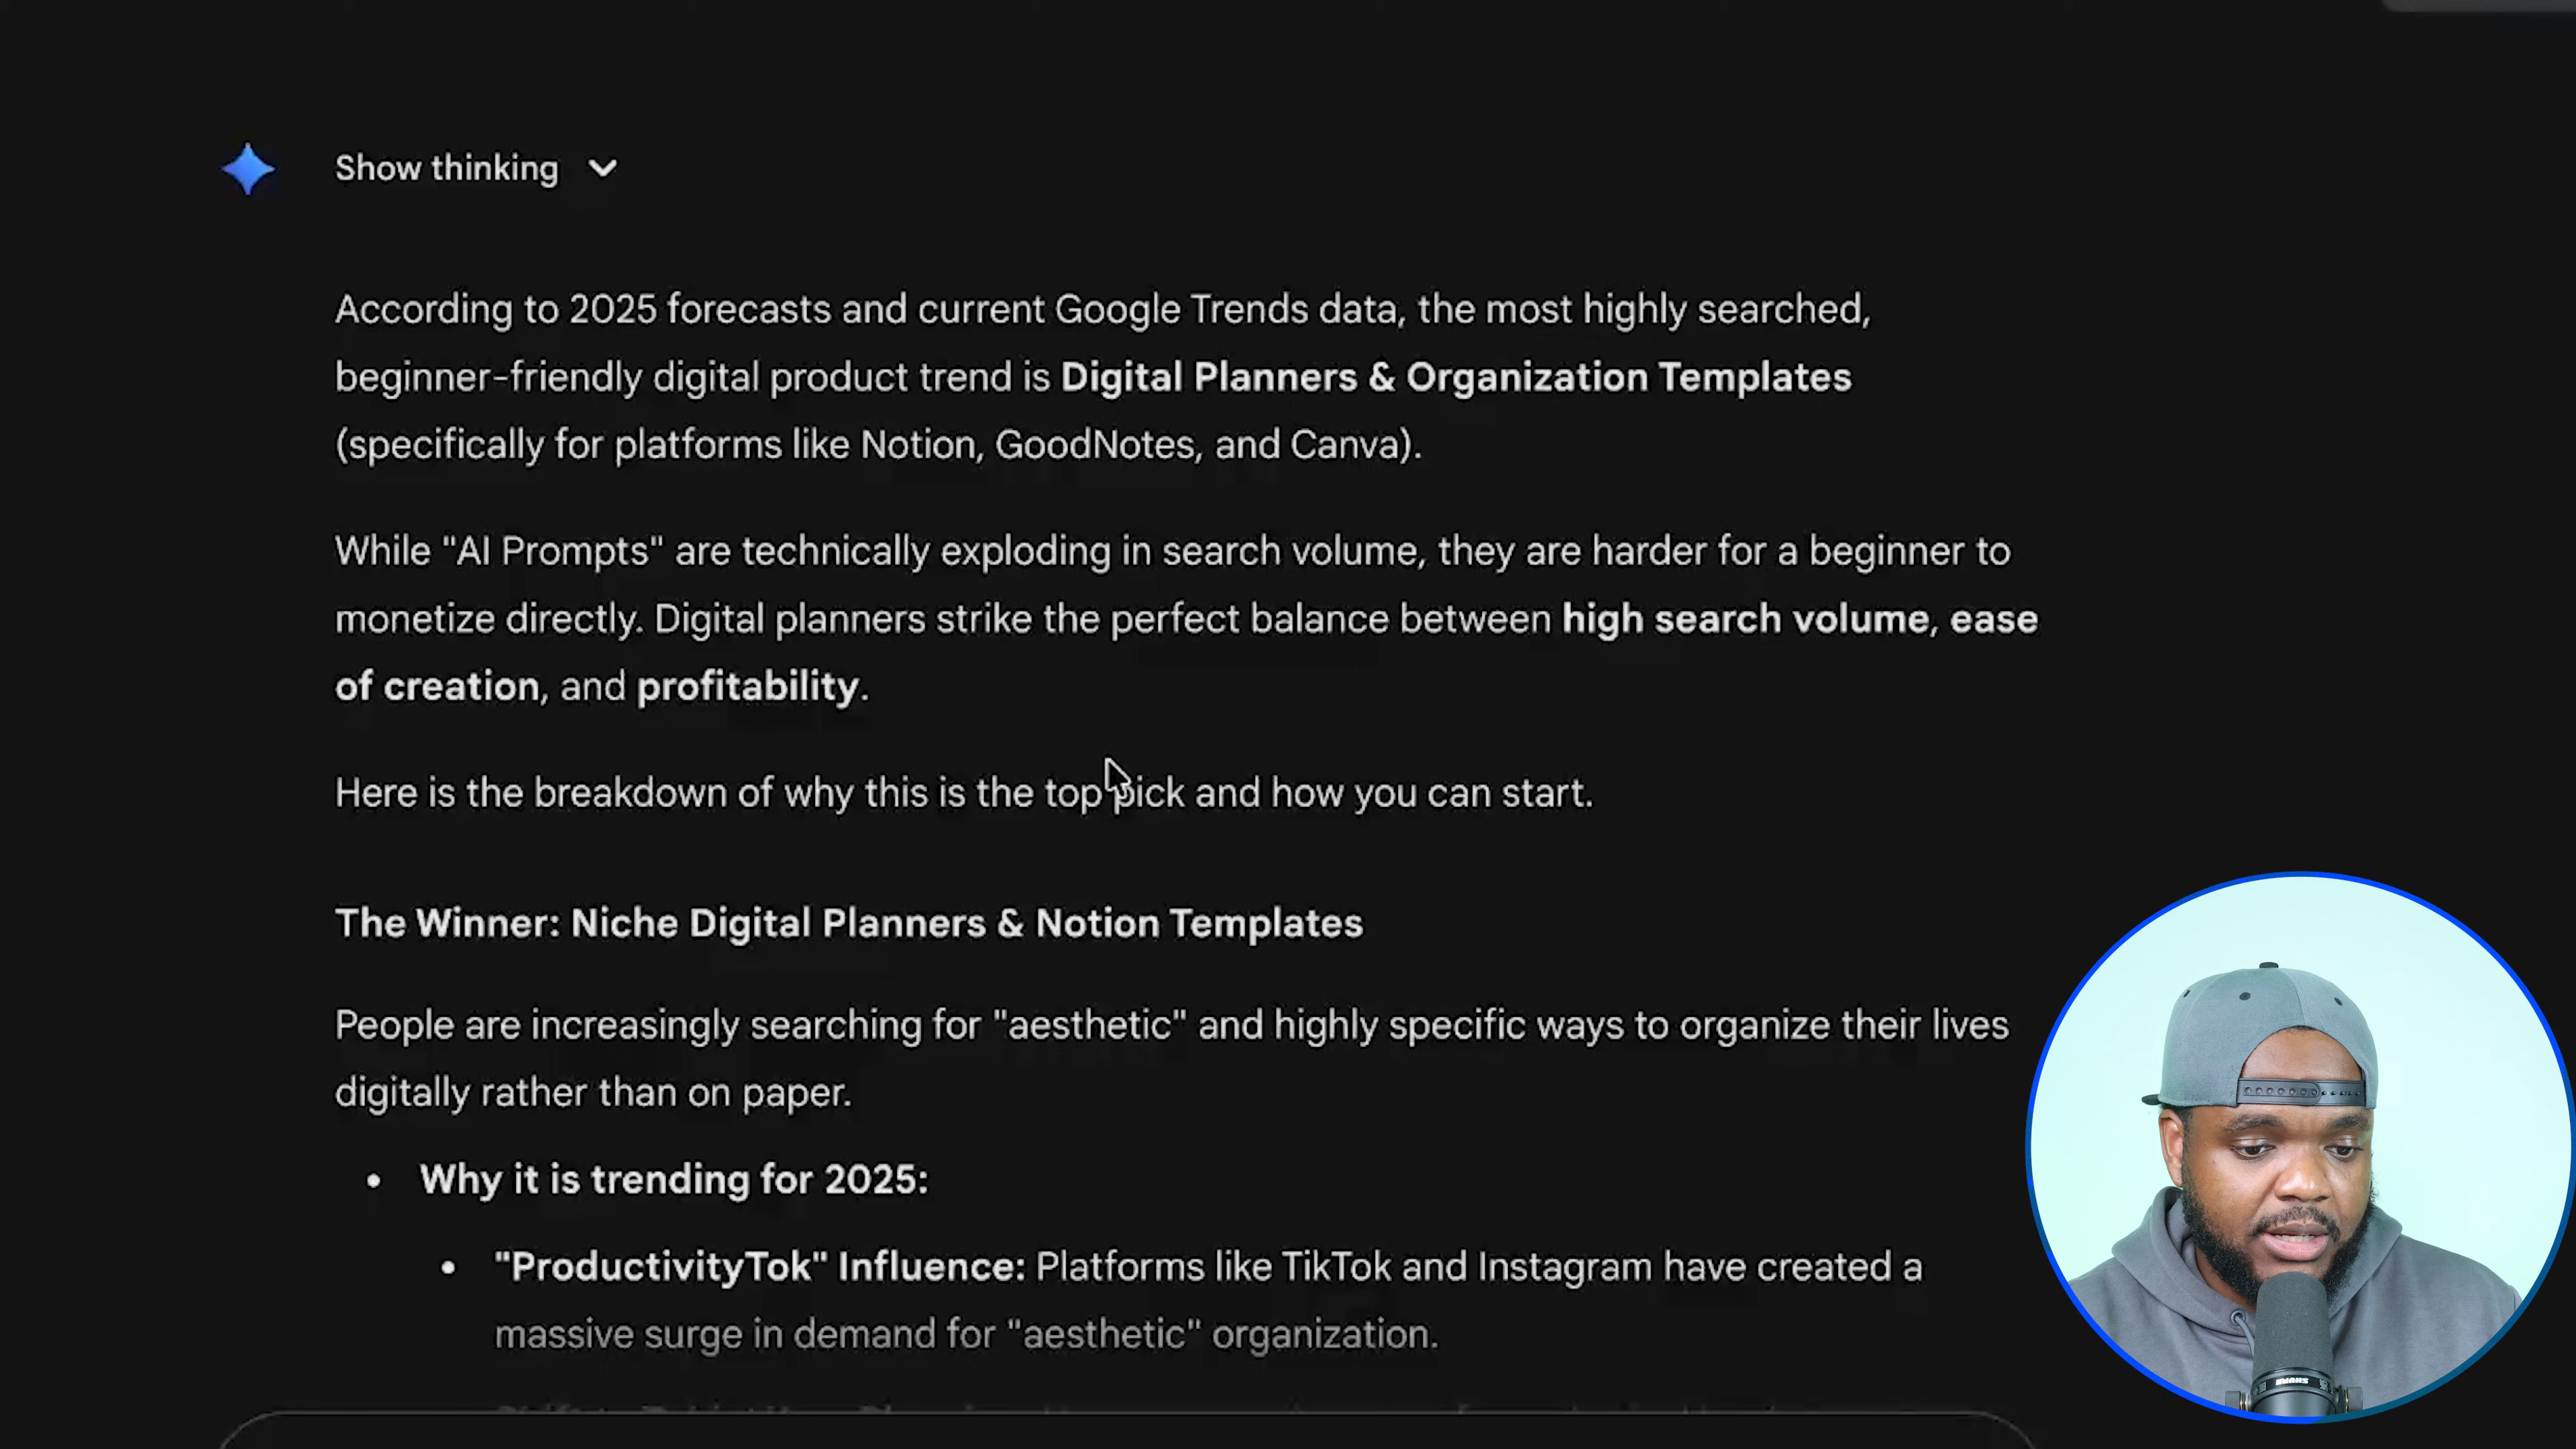 Show thinking
According to 2025 forecasts and current Google Trends data, the most highly searched,
beginner-friendly digital product trend is Digital Planners & Organization Templates
(specifically for platforms like Notion, GoodNotes, and Canva).
While "AI Prompts" are technically exploding in search volume, they are harder for a beginner to
monetize directly. Digital planners strike the perfect balance between high search volume, ease
of creation, and profitability.
Here is the breakdown of why this is the top pick and how you can start.
The Winner: Niche Digital Planners & Notion Templates
People are increasingly searching for "aesthetic" and highly specific ways to organize their lives
digitally rather than on paper.
• Why it is trending for 2025:
• "ProductivityTok" Influence: Platforms like TikTok and Instagram have created a
massive surge in demand for "aesthetic" organization.